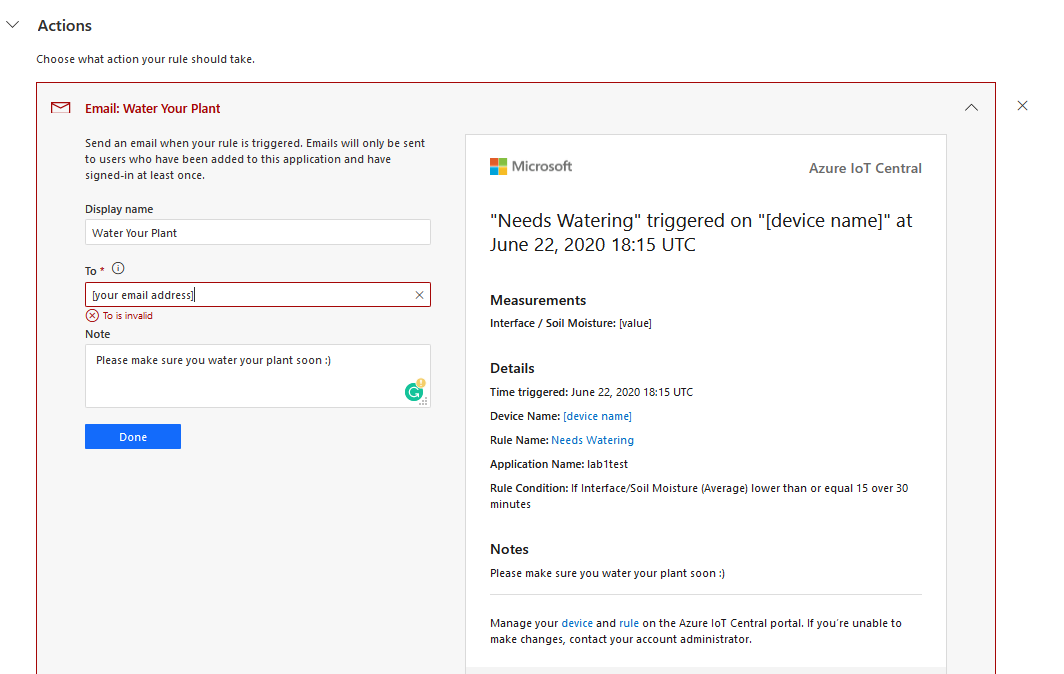 Actions
Choose what action your rule should take.
Email: Water Your Plant
Send an email when your rule is triggered. Emails will only be sent
to users who have been added to this application and have
signed-in at least once.
Display name
Water Your Plant
To *
[your email address]
To is invalid
Note
Please make sure you water your plant soon :)
Done
Microsoft
Azure IoT Central
"Needs Watering" triggered on "[device name]" at
June 22, 2020 18:15 UTC
Measurements
Interface / Soil Moisture: [value]
Details
Time triggered: June 22, 2020 18:15 UTC
Device Name: [device name]
Rule Name: Needs Watering
Application Name: lab1test
Rule Condition: If Interface/Soil Moisture (Average) lower than or equal 15 over 30
minutes
Notes
Please make sure you water your plant soon :)
Manage your device and rule on the Azure IoT Central portal. If you're unable to
make changes, contact your account administrator.